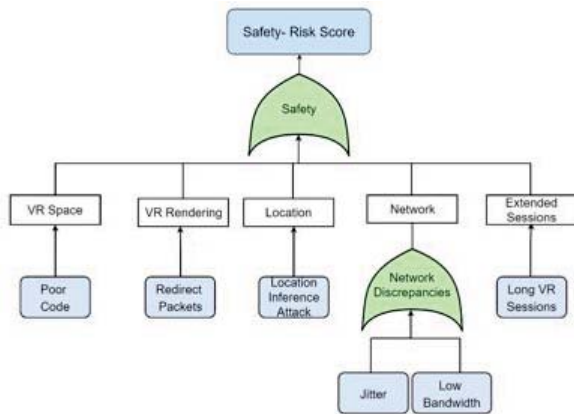 Safety- Risk Score
Safety
VR Space
VR Rendering
Location
Network
Extended
Sessions
Poor
Code
Redirect
Packets
Location
Inference
Attack
Network
Discrepancies
Long VR
Sessions
Jitter
Low
Bandwidth